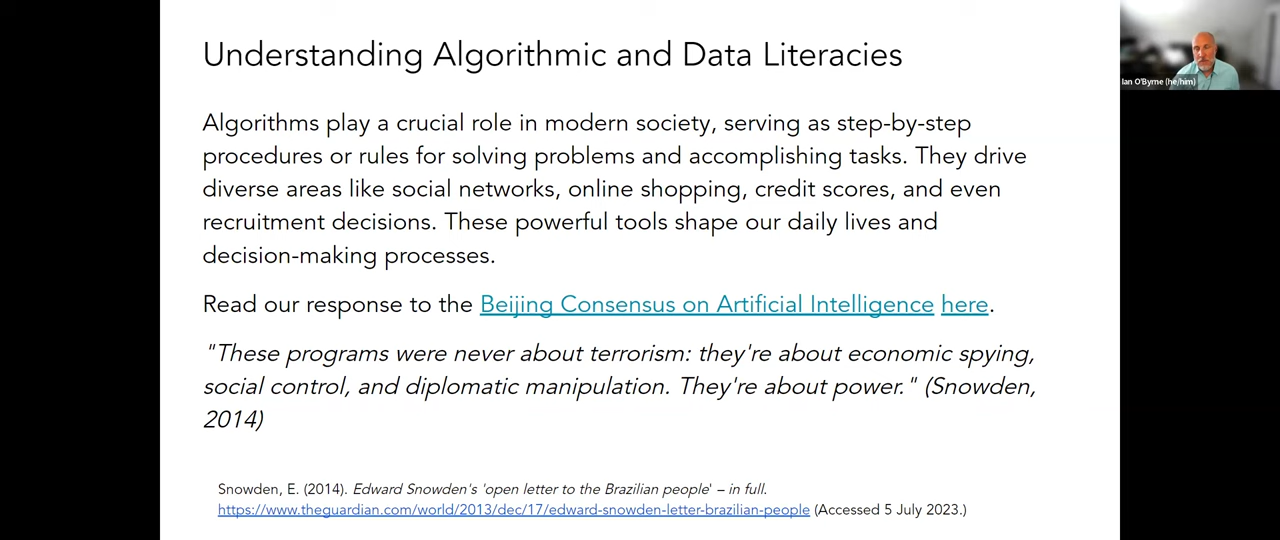 Understanding Algorithmic and Data Literacies
Ian O'Byrne (he/him)
Algorithms play a crucial role in modern society, serving as step-by-step
procedures or rules for solving problems and accomplishing tasks. They drive
diverse areas like social networks, online shopping, credit scores, and even
recruitment decisions. These powerful tools shape our daily lives and
decision-making processes.
Read our response to the Beijing Consensus on Artificial Intelligence here.
"These programs were never about terrorism: they're about economic spying,
social control, and diplomatic manipulation. They're about power." (Snowden,
2014)
Snowden, E. (2014). Edward Snowden's 'open letter to the Brazilian people' – in full.
https://www.theguardian.com/world/2013/dec/17/edward-snowden-letter-brazilian-people (Accessed 5 July 2023.)